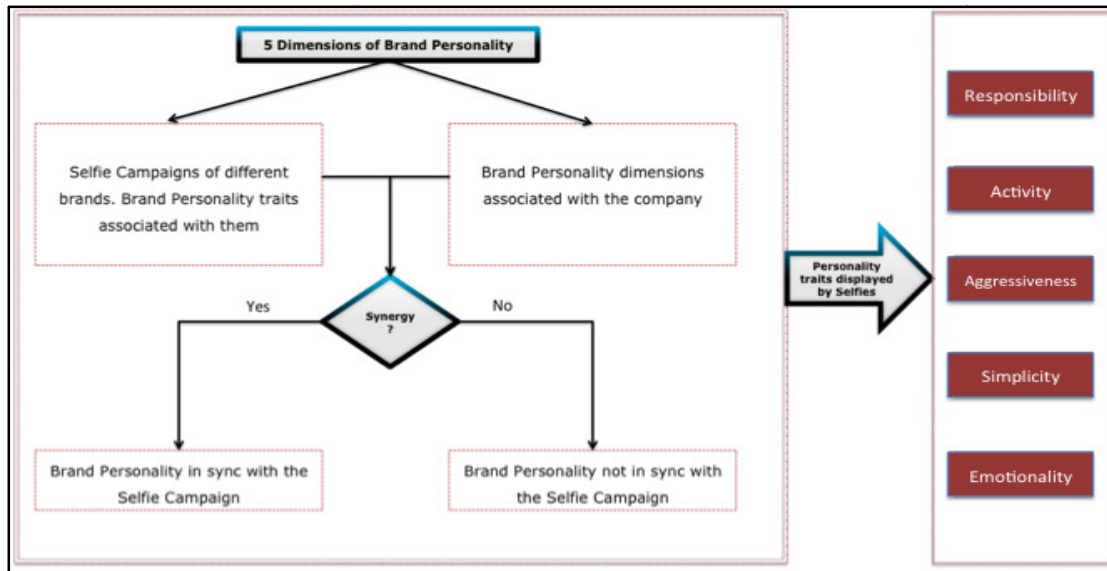 5 Dimensions of Brand Personality
Selfie Campaigns of different
brands. Brand Personality traits
associated with them
Brand Personality dimensions
associated with the company
Synergy
?
Yes
No
Brand Personality in sync with the
Selfie Campaign
Brand Personality not in sync with
the Selfie Campaign
Personality
traits displayed
by Selfies
Responsibility
Activity
Aggressiveness
Simplicity
Emotionality